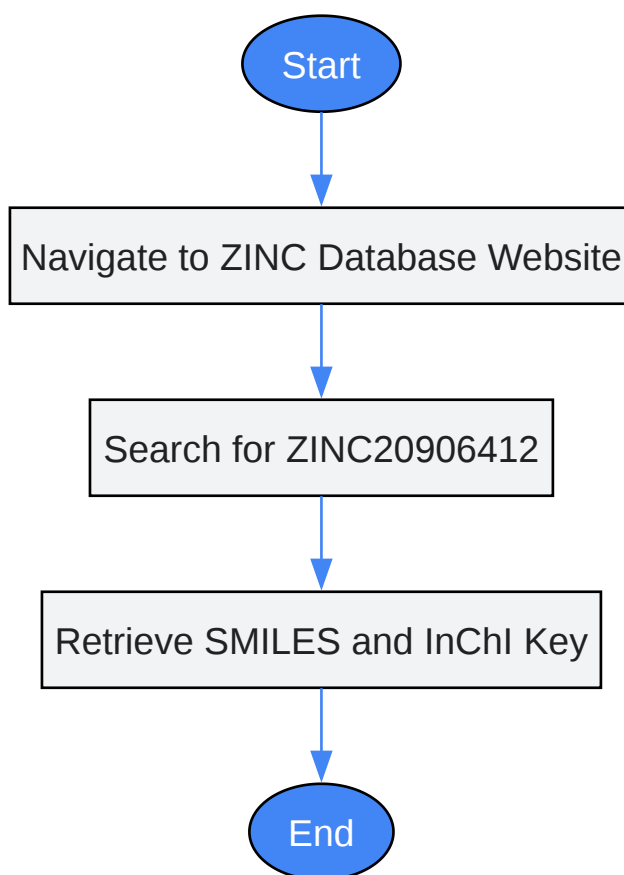 Start
Navigate to ZINC Database Website
Search for ZINC20906412
Retrieve SMILES and InChI Key
End